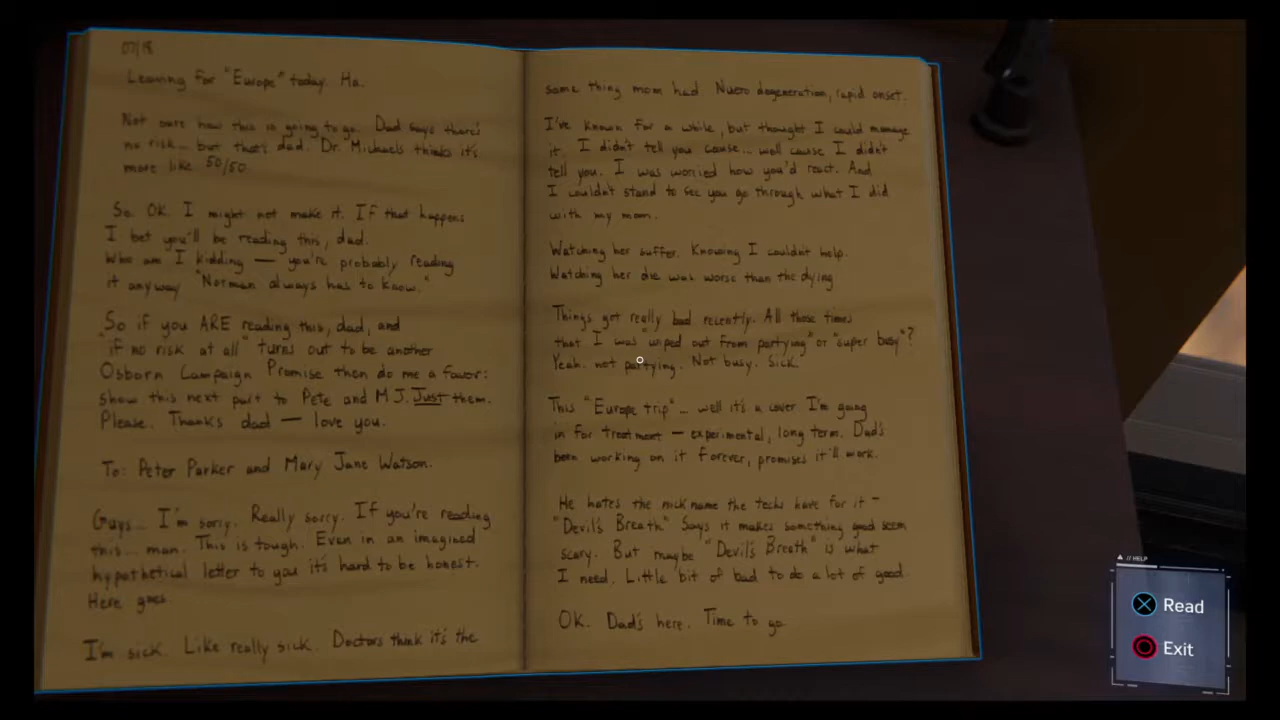 07/18
Leaving for "Europe" today. Ha.
Not sure how this is going to go. Dad says there's
no risk... but that's dad. Dr. Michaels thinks it's
more like 50/50
So. OK. I might not make it. If that happens
I bet you'll be reading this, dad.
Who am I kidding — you're probably reading
it anyway "Norman always has to know."
So if you ARE reading this, dad, and
"if no risk at all" turns out to be another
Osborn Campaign Promise then do me a favor:
show this next part to Pete and MJ. Just them.
Please. Thanks dad — love you.
To: Peter Parker and Mary Jane Watson.
Guys... I'm sorry. Really sorry. If you're reading
this... man. This is tough. Even in an imagined
hypothetical letter to you it's hard to be honest.
Here goes
I'm sick. Like really sick. Doctors think it's the
same thing mom had Nuero degeneration, rapid onset.
I've known for a while, but thought I could manage
it. I didn't tell you cause... well cause I didn't
tell you. I was worried how you'd react. And
I couldn't stand to see you go through what I did
with my mom.
Watching her suffer. Knowing I couldn't help.
Watching her die was worse than the dying
Things got really bad recently. All those times
that I was "wiped out from partying" or "super busy"?
Yeah. not partying. Not busy. Sick.
This "Europe trip"... well it's a cover I'm going
in for treatment — experimental, long term. Dad's
been working on it forever, promises it'll work.
He hates the nickname the techs have for it -
"Devil's Breath" Says it makes something good seem
scary. But maybe "Devil's Breath" is what
I need. Little bit of bad to do a lot of good.
OK. Dad's here. Time to go.
// HELP
Read
Exit